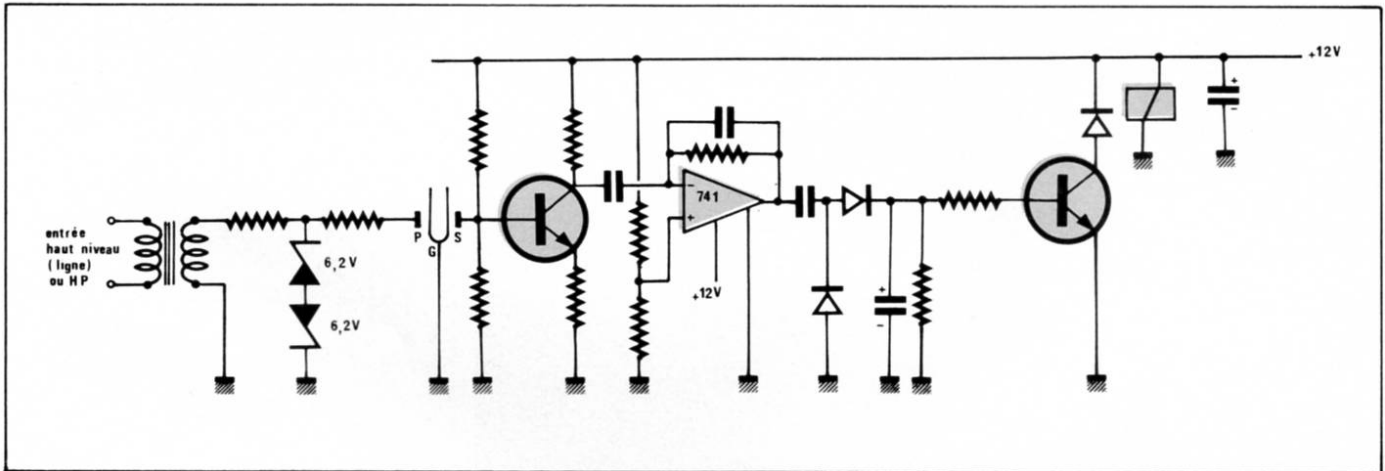 +12V
entrée
haut niveau
(ligne)
ou HP
6,2V
6,2V
P
G
S
-
741
+
+12V
+
-
+
-